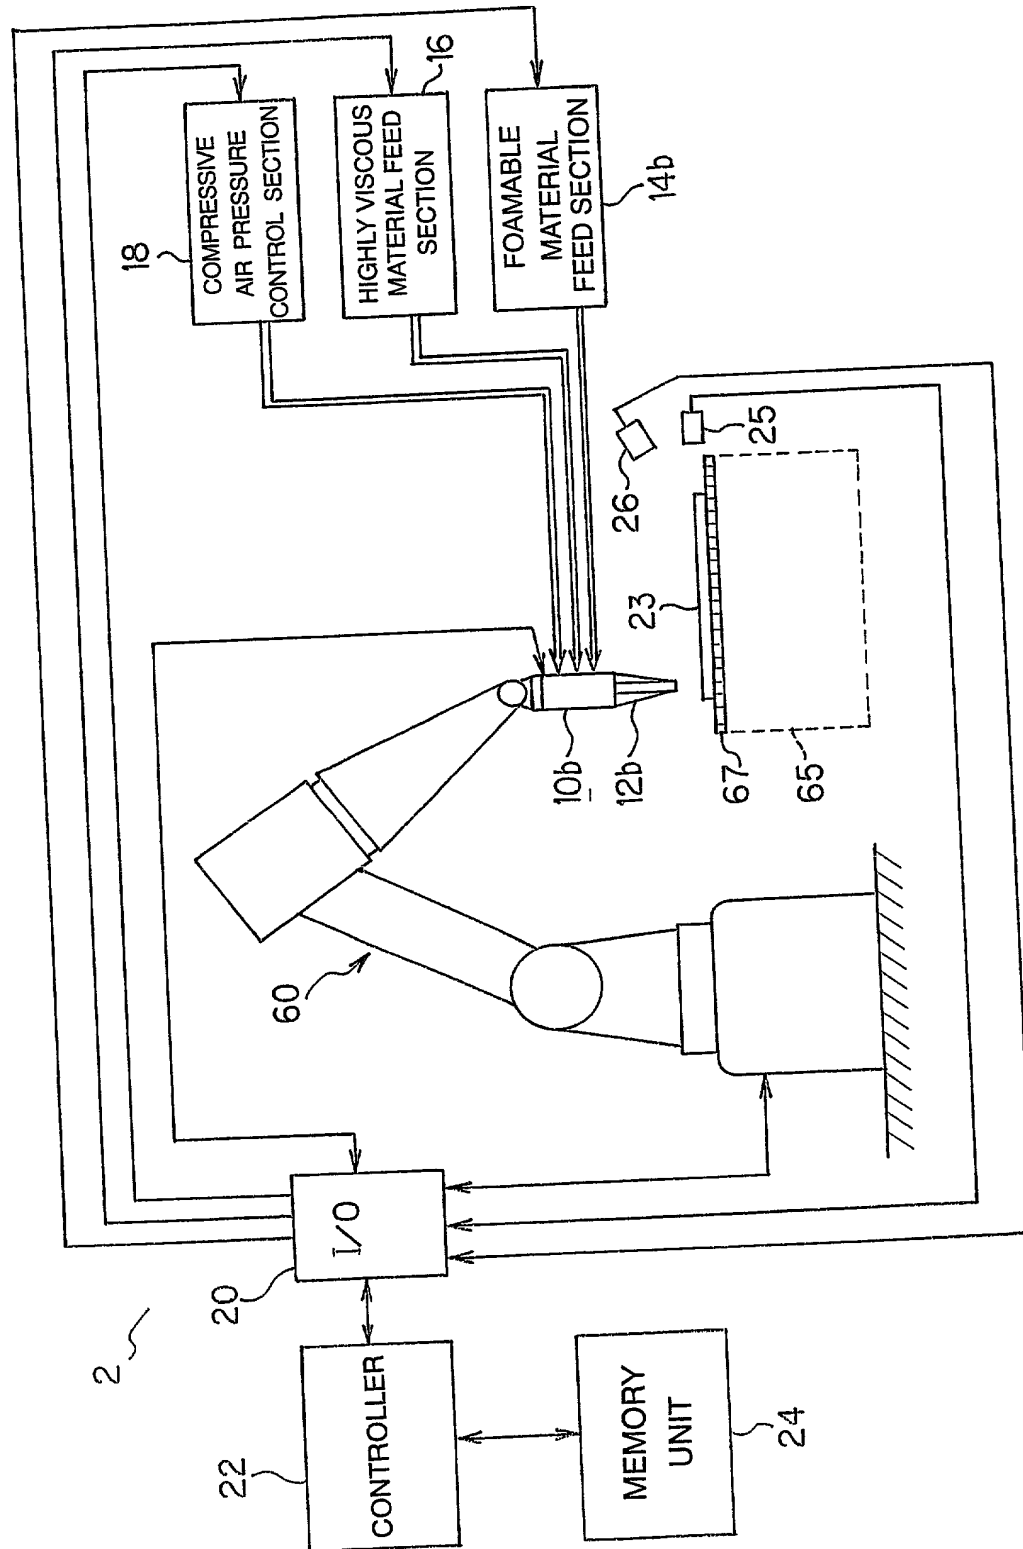 2
22
CONTROLLER
MEMORY
UNIT
24
20
I/O
60
18
COMPRESSIVE
AIR PRESSURE
CONTROL SECTION
16
HIGHLY VISCOUS
MATERIAL FEED
SECTION
FOAMABLE
MATERIAL
FEED SECTION
14b
10b
12b
67
65
23
26
25